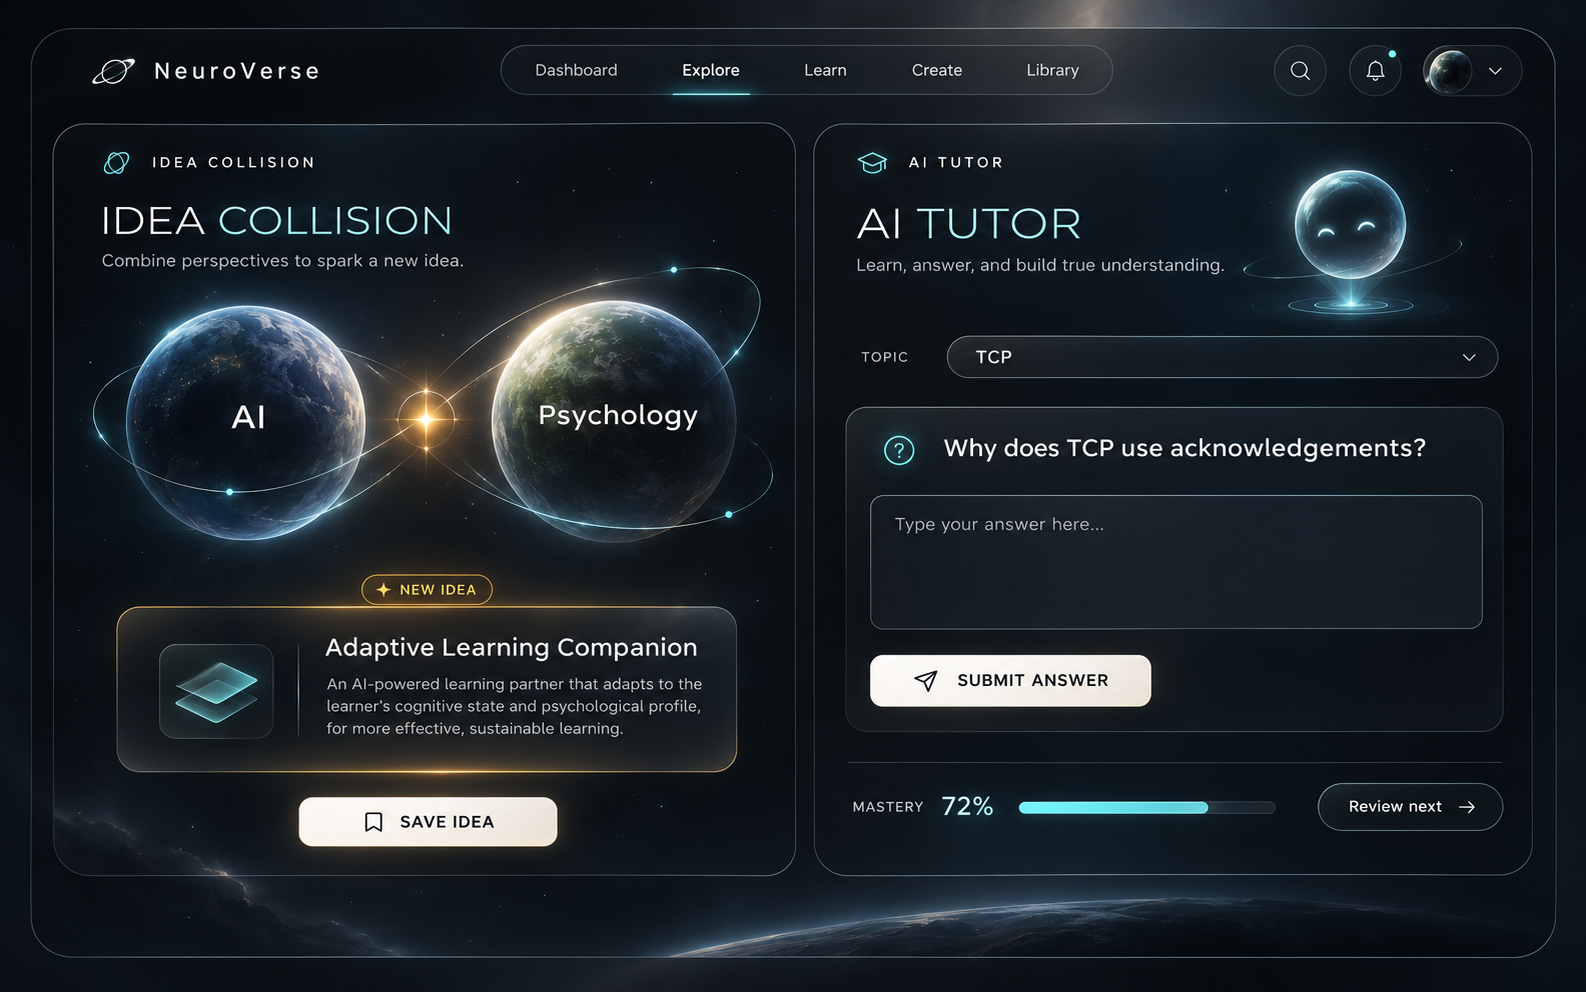 NeuroVerse
Dashboard
Explore
Learn
Create
Library
IDEA COLLISION
IDEA COLLISION
Combine perspectives to spark a new idea.
AI
Psychology
NEW IDEA
Adaptive Learning Companion
An AI-powered learning partner that adapts to the
learner's cognitive state and psychological profile,
for more effective, sustainable learning.
SAVE IDEA
AI TUTOR
AI TUTOR
Learn, answer, and build true understanding.
TOPIC
TCP
Why does TCP use acknowledgements?
Type your answer here...
SUBMIT ANSWER
MASTERY 72%
Review next